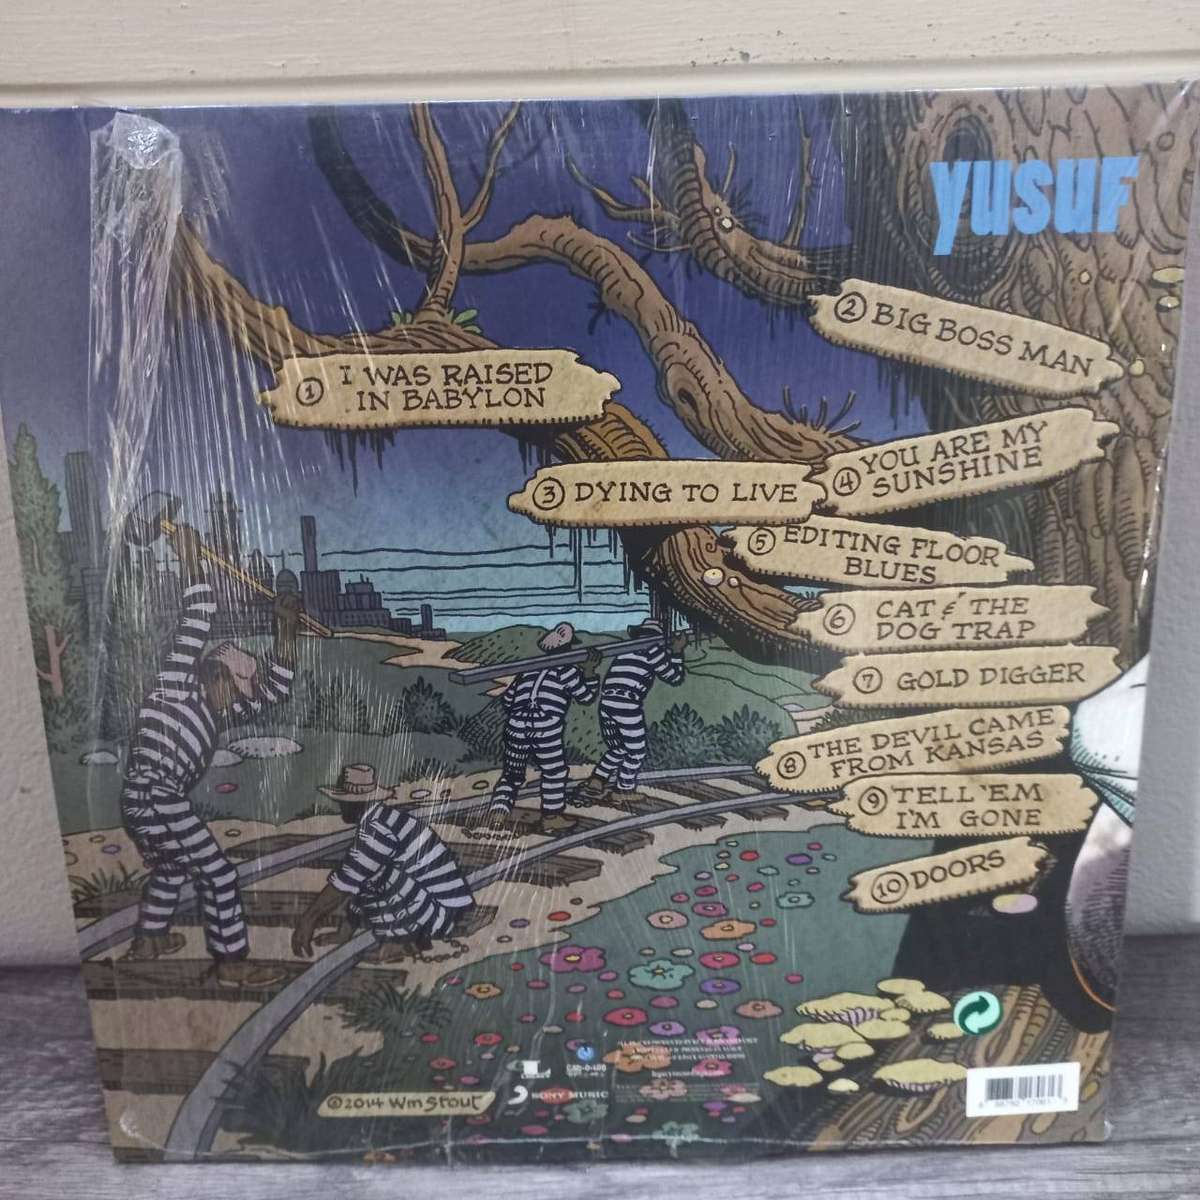 YUSUF
① I WAS RAISED
IN BABYLON
② BIG BOSS MAN
③ DYING TO LIVE
④ YOU ARE MY
SUNSHINE
⑤ EDITING FLOOR
BLUES
⑥ CAT & THE
DOG TRAP
⑦ GOLD DIGGER
⑧ THE DEVIL CAME
FROM KANSAS
⑨ TELL 'EM
I'M GONE
⑩ DOORS
©2014 Wm Stout
SONY MUSIC